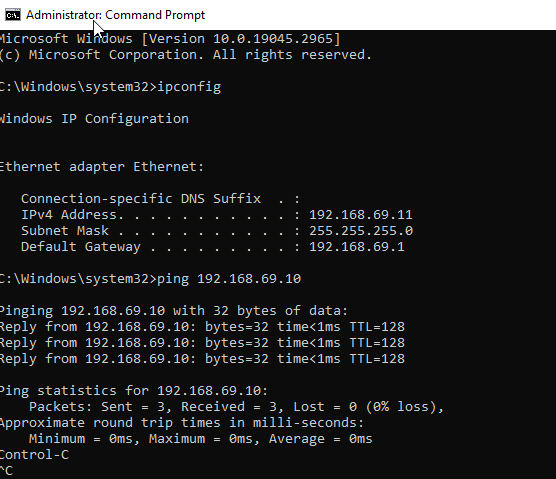 Administrator: Command Prompt
Microsoft Windows [Version 10.0.19045.2965]
(c) Microsoft Corporation. All rights reserved.
C:\Windows\system32>ipconfig
Windows IP Configuration
Ethernet adapter Ethernet:
Connection-specific DNS Suffix  . :
IPv4 Address. . . . . . . . . . . : 192.168.69.11
Subnet Mask . . . . . . . . . . . : 255.255.255.0
Default Gateway . . . . . . . . . : 192.168.69.1
C:\Windows\system32>ping 192.168.69.10
Pinging 192.168.69.10 with 32 bytes of data:
Reply from 192.168.69.10: bytes=32 time<1ms TTL=128
Reply from 192.168.69.10: bytes=32 time<1ms TTL=128
Reply from 192.168.69.10: bytes=32 time<1ms TTL=128
Ping statistics for 192.168.69.10:
Packets: Sent = 3, Received = 3, Lost = 0 (0% loss),
Approximate round trip times in milli-seconds:
Minimum = 0ms, Maximum = 0ms, Average = 0ms
Control-C
^C